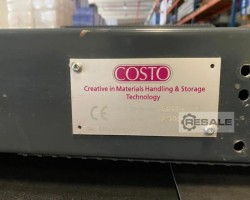 COSTO
Creative in Materials Handling & Storage
Technology
CE
RESALE